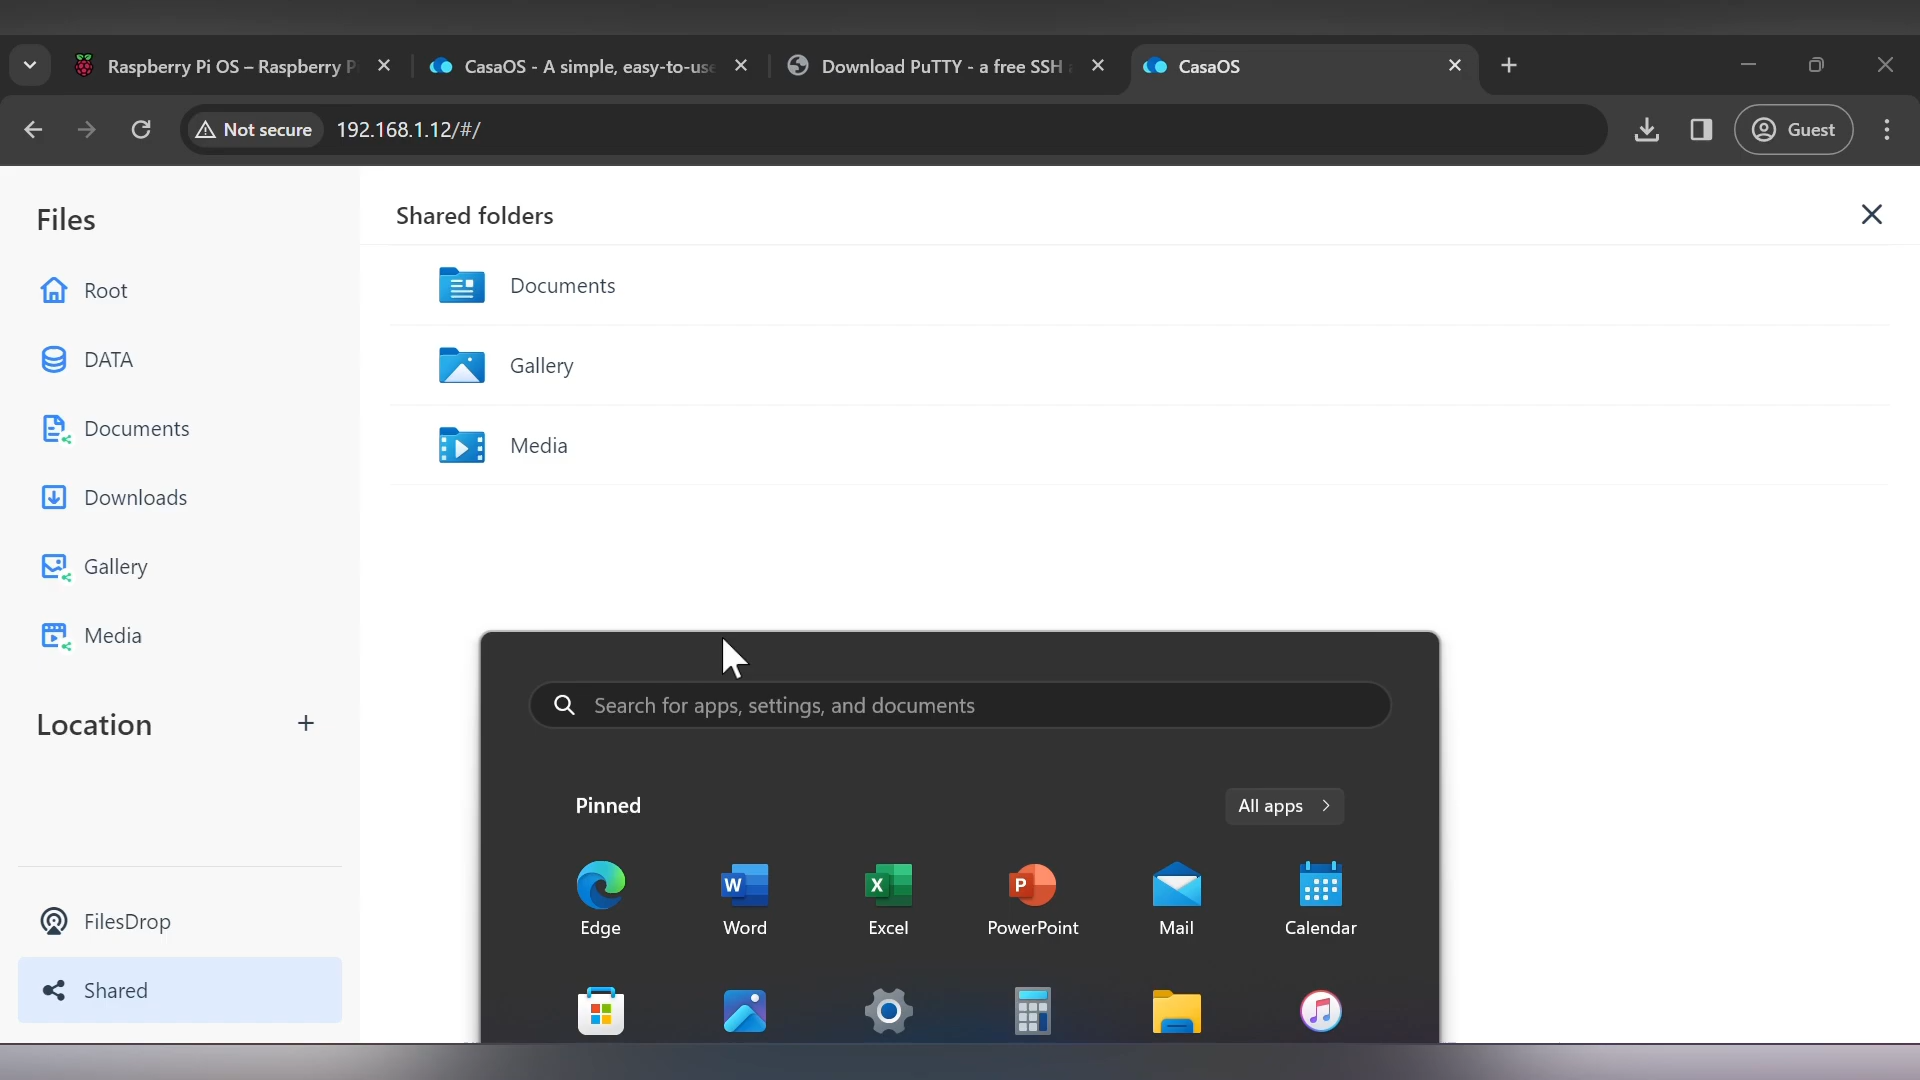 Raspberry Pi OS – Raspberry P
CasaOS - A simple, easy-to-use
Download PuTTY - a free SSH
CasaOS
Not secure
192.168.1.12/#/
Guest
Files
Root
DATA
Documents
Downloads
Gallery
Media
Location
FilesDrop
Shared
Shared folders
Documents
Gallery
Media
Search for apps, settings, and documents
Pinned
All apps
W
X
P
Edge
Word
Excel
PowerPoint
Mail
Calendar